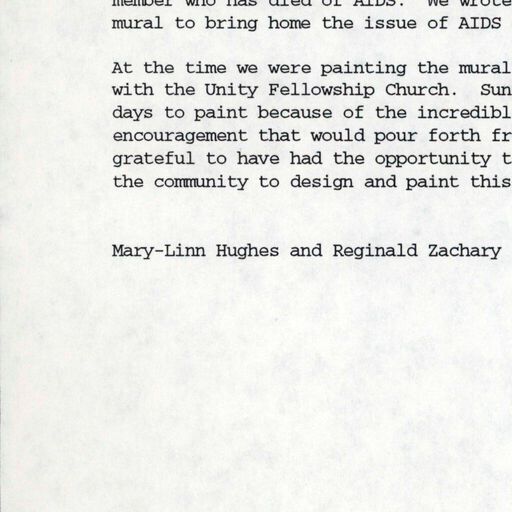 member who has died of AIDS. We wrote
mural to bring home the issue of AIDS
At the time we were painting the mural
with the Unity Fellowship Church. Sun
days to paint because of the incredibl
encouragement that would pour forth fr
grateful to have had the opportunity t
the community to design and paint this
Mary-Linn Hughes and Reginald Zachary